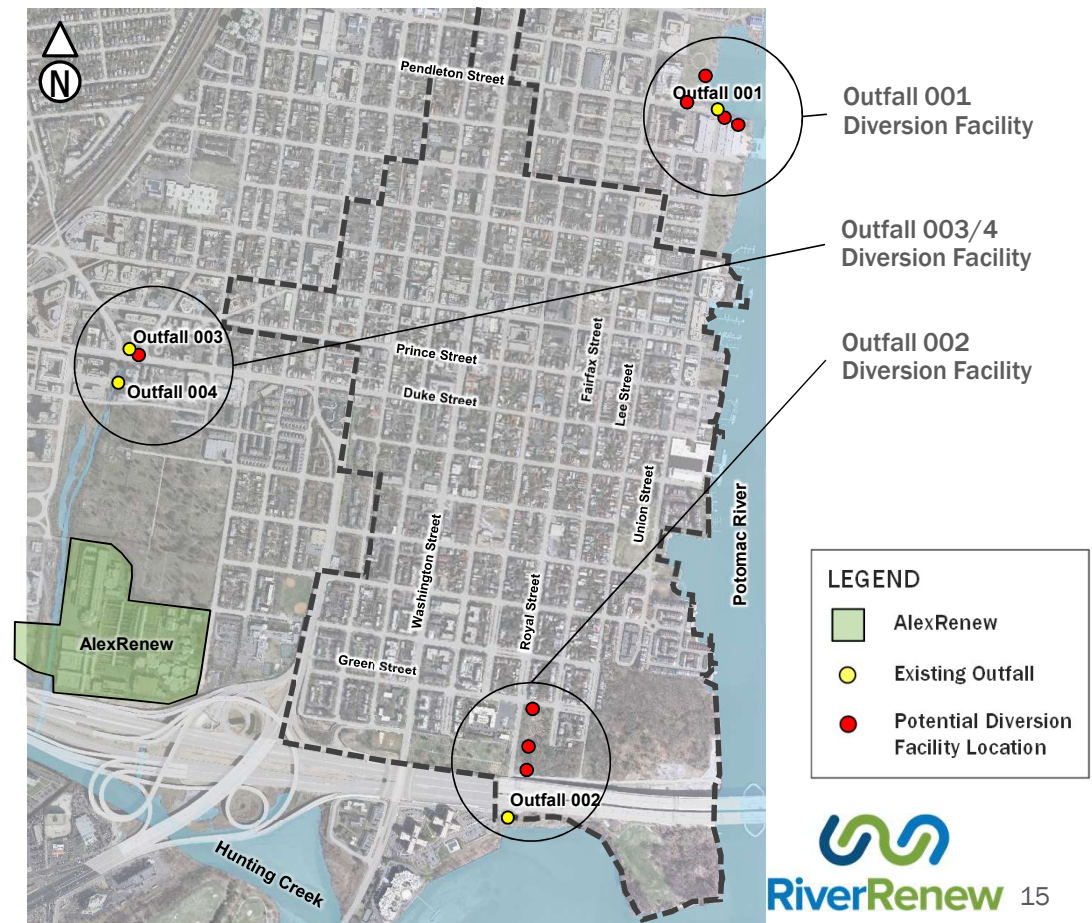 N
Pendleton Street
Outfall 001
Outfall 001
Diversion Facility
Outfall 003/4
Diversion Facility
Outfall 002
Diversion Facility
Outfall 003
Outfall 004
Prince Street
Duke Street
Fairfax Street
Lee Street
Union Street
Potomac River
Washington Street
Royal Street
Green Street
AlexRenew
Outfall 002
Hunting Creek
LEGEND
AlexRenew
Existing Outfall
Potential Diversion
Facility Location
RiverRenew
15